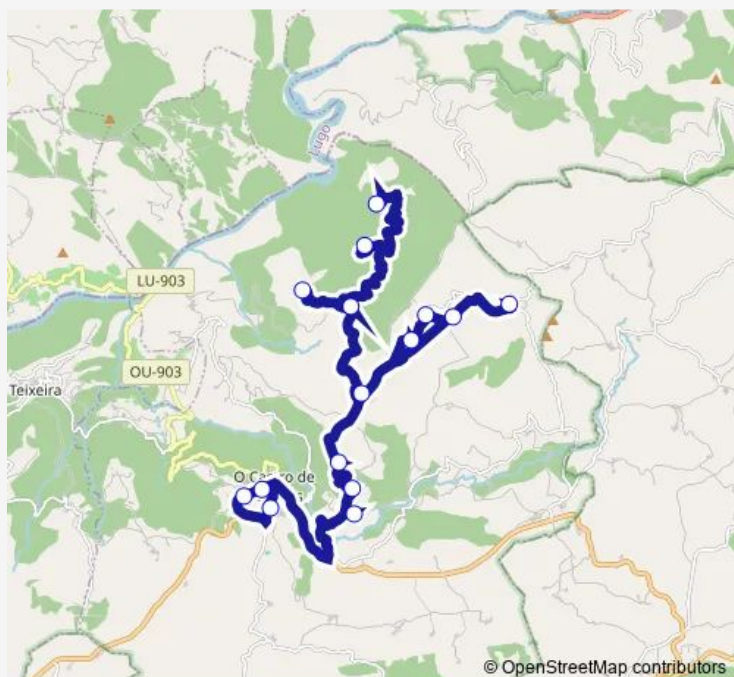 Lugo
LU-903
OU-903
Teixeira
O Castro de
© OpenStreetMap contributors